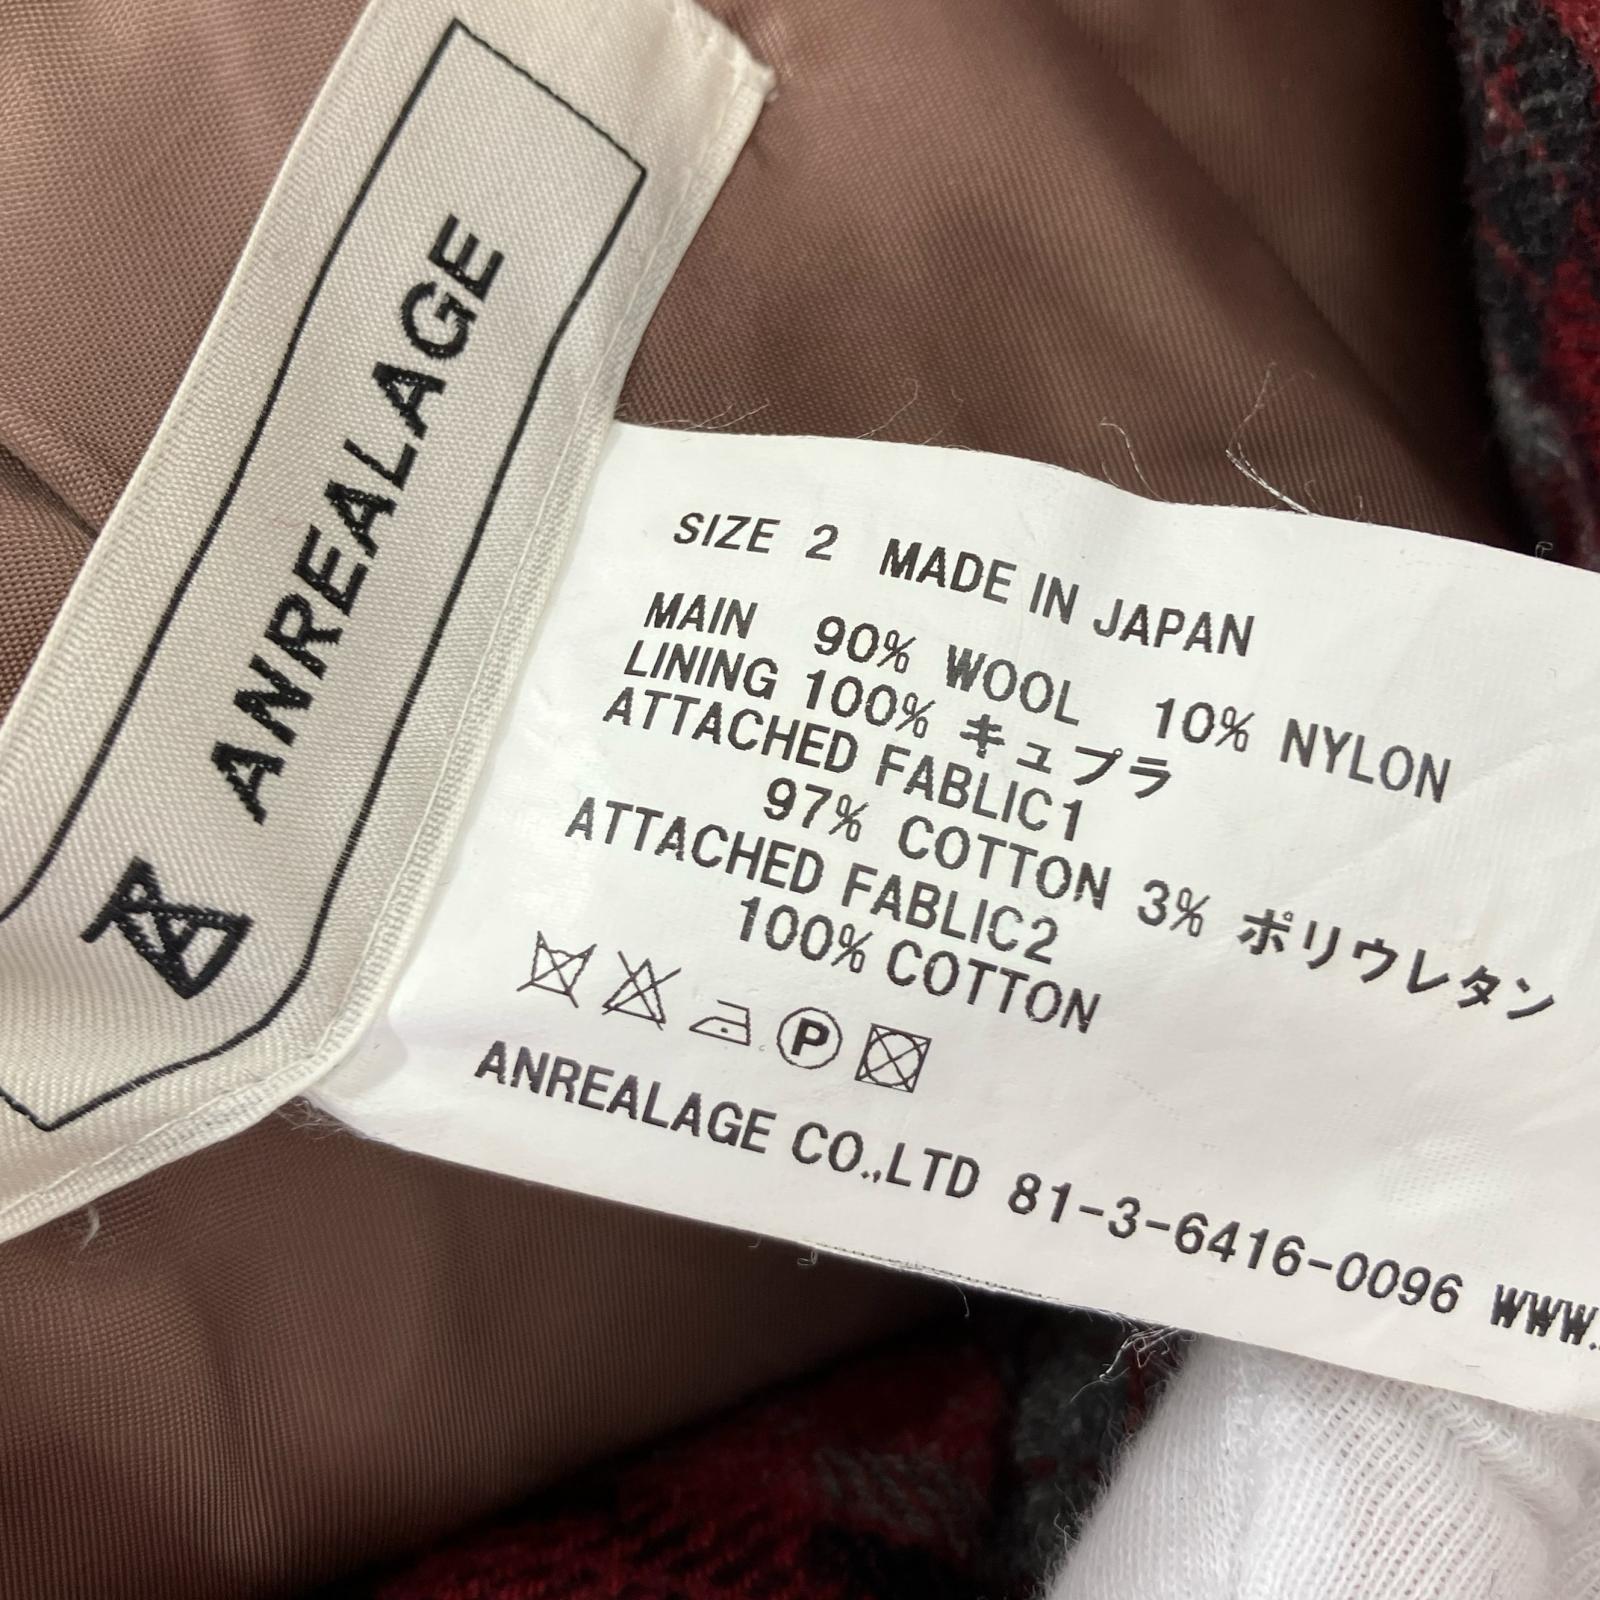 ANREALAGE
SIZE 2 MADE IN JAPAN
MAIN 90% WOOL 10% NYLON
LINING 100% キュプラ
ATTACHED FABLIC1
97% COTTON 3% ポリウレタン
ATTACHED FABLIC2
100% COTTON
P
ANREALAGE CO.,LTD 81-3-6416-0096 WWW.